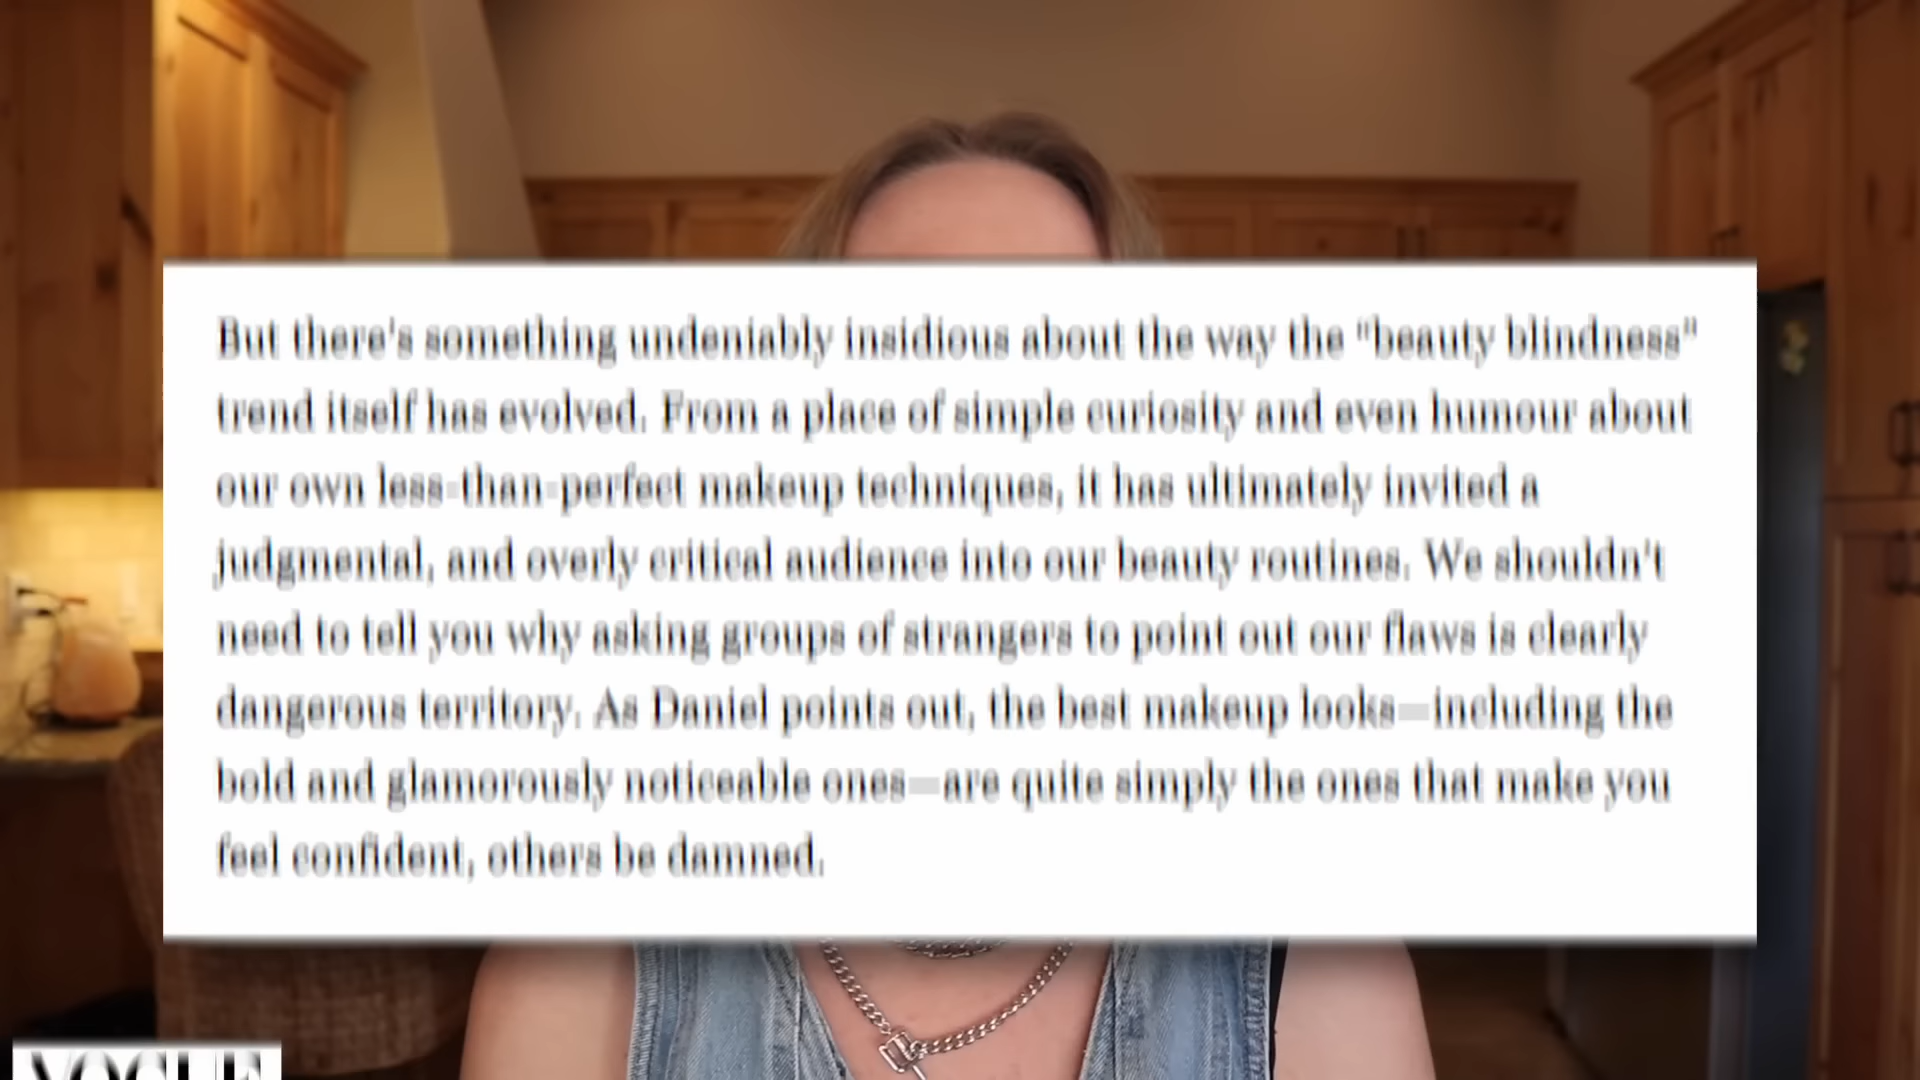 But there's something undeniably insidious about the way the "beauty blindness"
trend itself has evolved. From a place of simple curiosity and even humour about
our own less-than-perfect makeup techniques, it has ultimately invited a
judgmental, and overly critical audience into our beauty routines. We shouldn't
need to tell you why asking groups of strangers to point out our flaws is clearly
dangerous territory. As Daniel points out, the best makeup looks—including the
bold and glamorously noticeable ones—are quite simply the ones that make you
feel confident, others be damned.
VOGUE